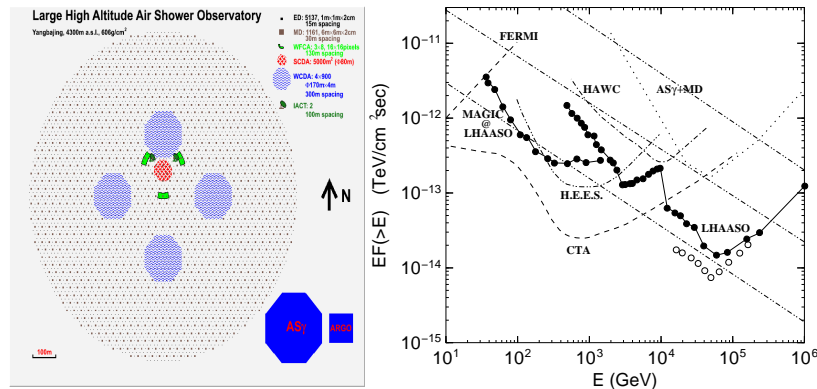 Large High Altitude Air Shower Observatory
Yangbajing, 4300m a.s.l., 606g/cm²
ED: 5137, 1m×1m×2cm
15m spacing
MD: 1161, 6m×6m×2cm
30m spacing
WFCA: 3×8, 16×16pixels
130m spacing
SCDA: 5000m² (Φ80m)
WCDA: 4×900
Φ170m×4m
300m spacing
IACT: 2
100m spacing
N
ASγ
ARGO
100m
EF(>E) (TeV/cm² sec)
10⁻¹¹
10⁻¹²
10⁻¹³
10⁻¹⁴
10⁻¹⁵
FERMI
HAWC
ASγ+MD
MAGIC
@
LHAASO
H.E.E.S.
CTA
LHAASO
10¹ 10² 10³ 10⁴ 10⁵ 10⁶
E (GeV)